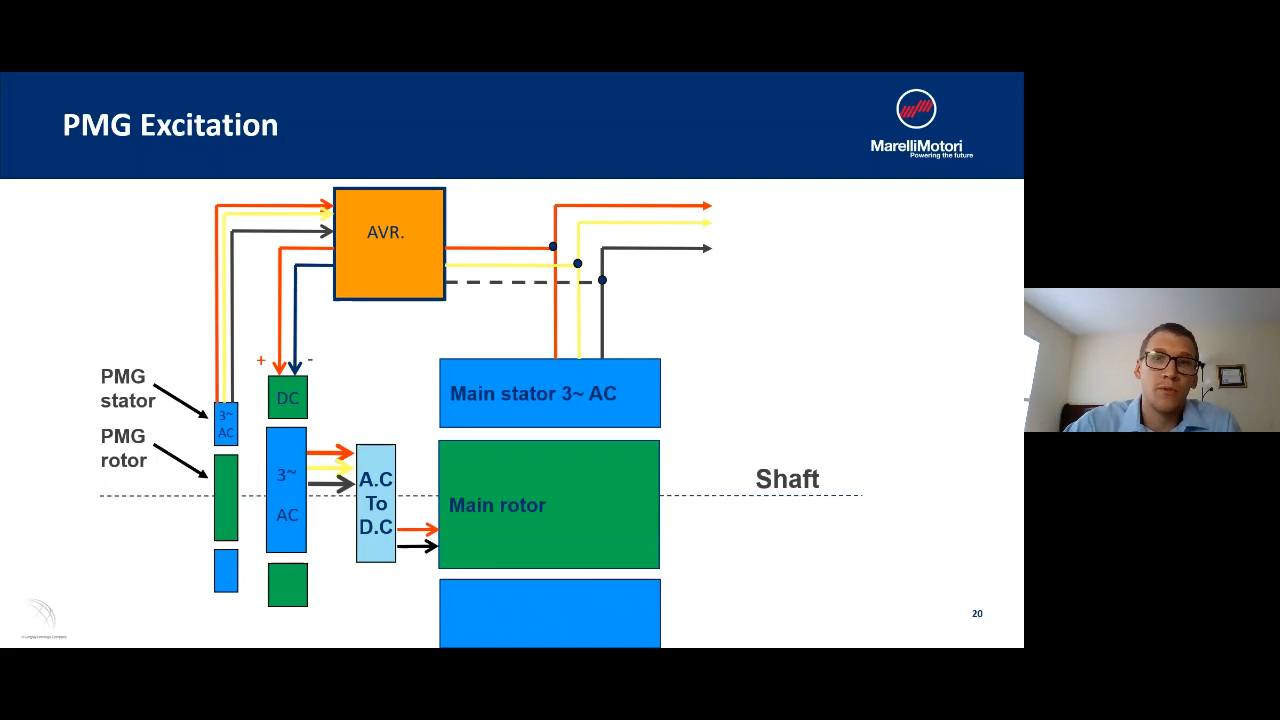 PMG Excitation
MarelliMotori
Powering the future
AVR.
+
-
PMG
stator
PMG
rotor
3~
AC
DC
3~
AC
A.C
To
D.C
Main stator 3~ AC
Main rotor
Shaft
20